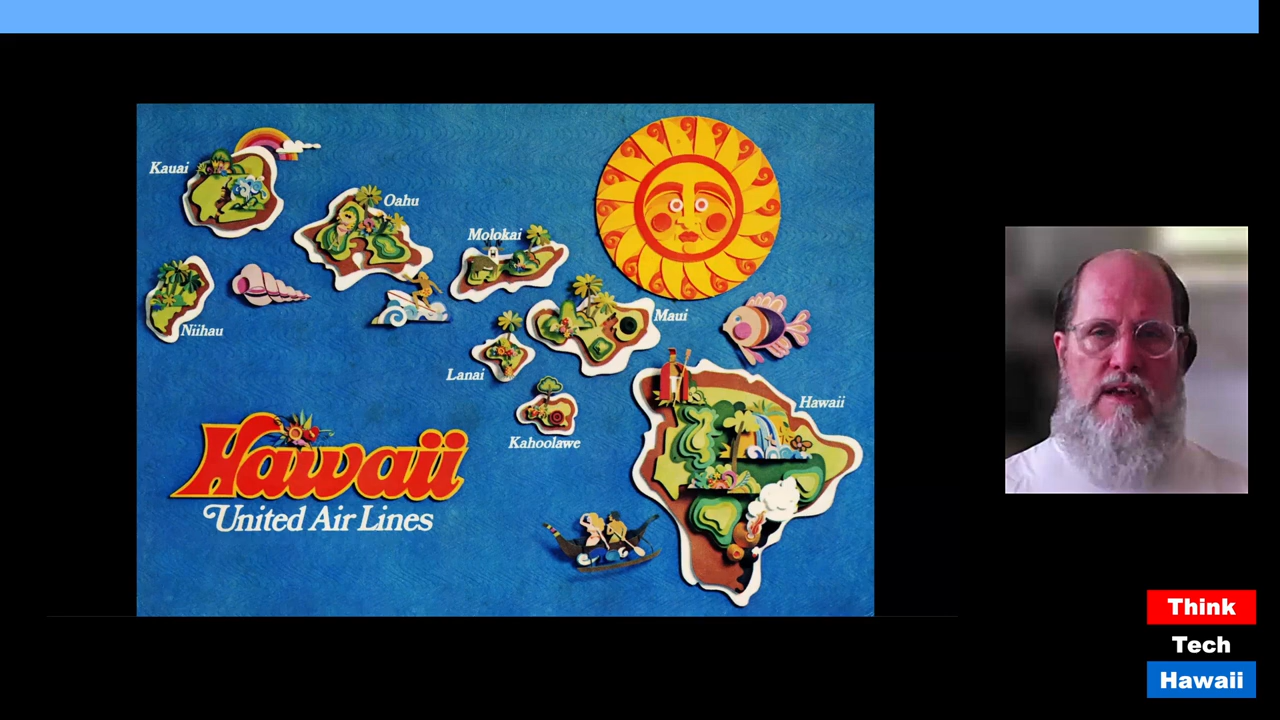 Kauai
Oahu
Molokai
Niihau
Maui
Lanai
Hawaii
Kahoolawe
Hawaii
United Air Lines
Think
Tech
Hawaii